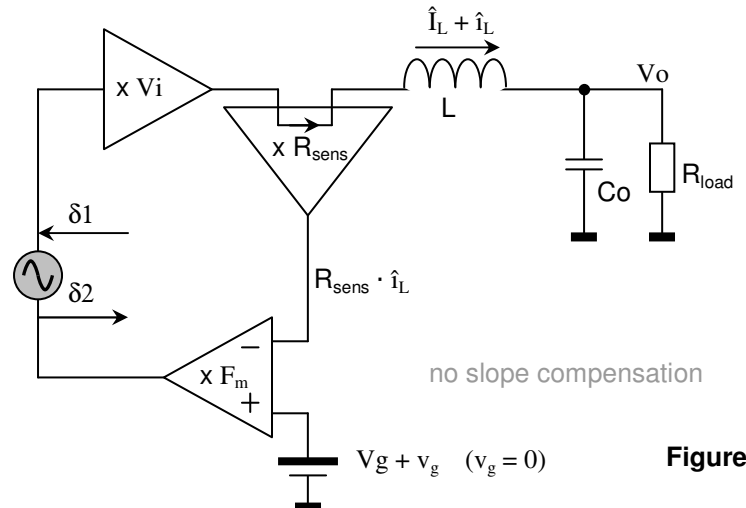 Î_L + î_L
x Vi
Vo
L
x R_sens
Co
R_load
δ1
δ2
R_sens · î_L
x F_m
−
+
no slope compensation
Vg + v_g (v_g = 0)
Figure